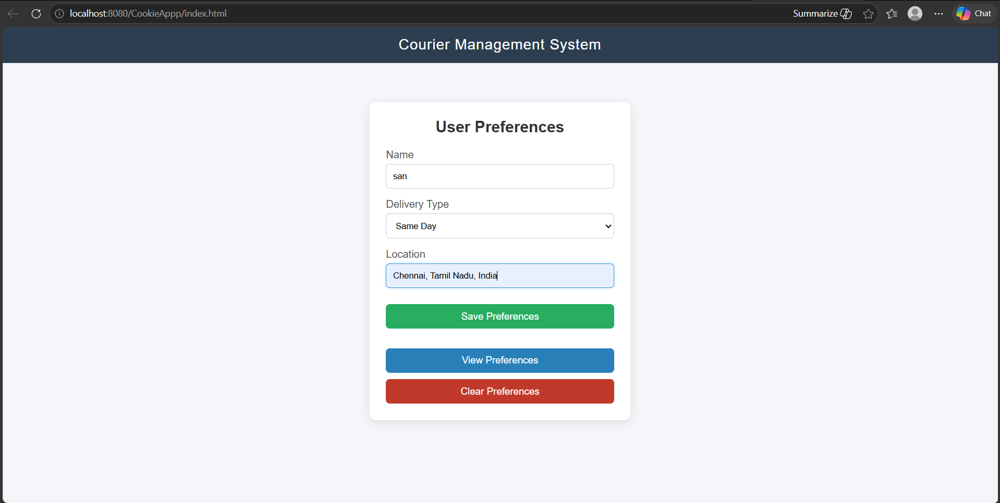 localhost:8080/CookieAppp/index.html
Summarize
Chat
Courier Management System
User Preferences
Name
san
Delivery Type
Same Day
Location
Chennai, Tamil Nadu, India
Save Preferences
View Preferences
Clear Preferences